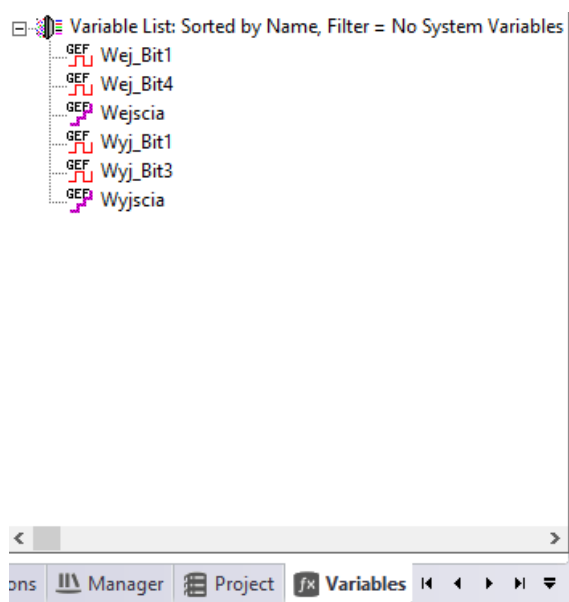 Variable List: Sorted by Name, Filter = No System Variables
GEF Wej_Bit1
GEF Wej_Bit4
GEF Wejscia
GEF Wyj_Bit1
GEF Wyj_Bit3
GEF Wyjscia
ons Manager Project fx Variables